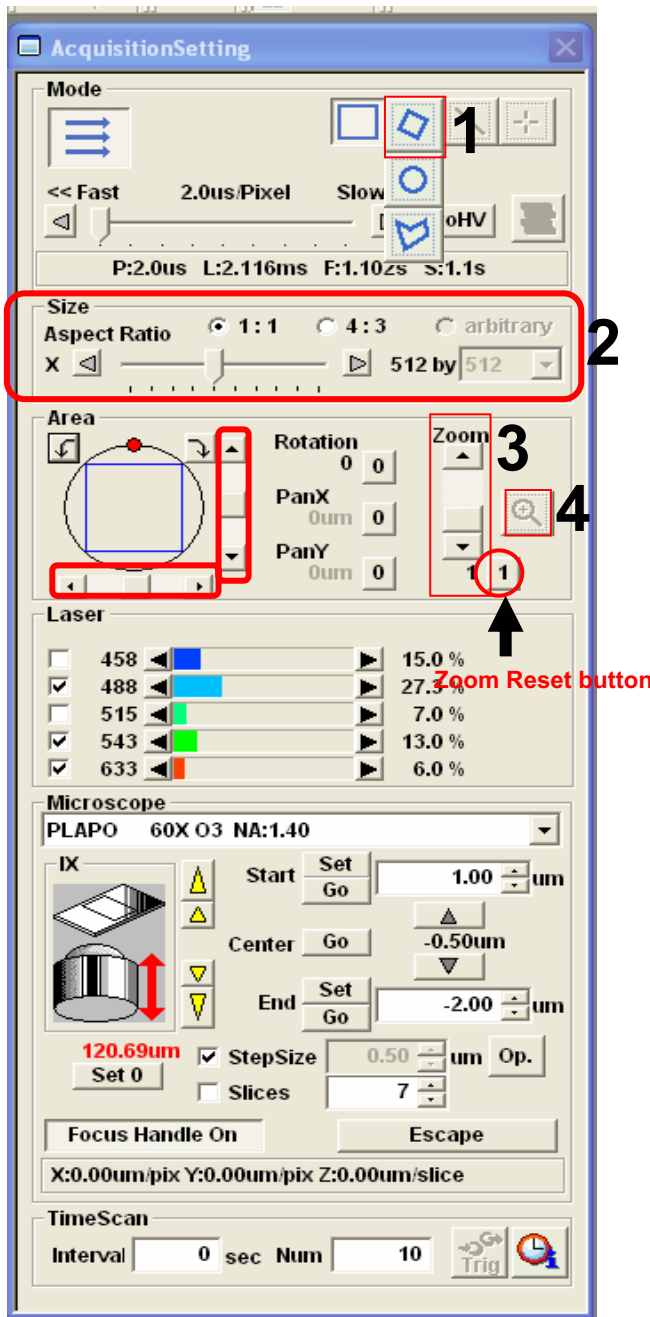 AcquisitionSetting
Mode
1
<< Fast 2.0us/Pixel Slow
oHV
P:2.0us L:2.116ms F:1.102s S:1.1s
Size
Aspect Ratio 1:1 4:3 arbitrary
X 512 by 512
2
Area
Rotation
0 0
PanX
0um 0
PanY
0um 0
Zoom
3
4
1 1
Laser
Zoom Reset button
458 15.0 %
488 27.3 %
515 7.0 %
543 13.0 %
633 6.0 %
Microscope
PLAPO 60X O3 NA:1.40
IX
Start Set Go 1.00 um
Center Go -0.50um
End Set Go -2.00 um
120.69um StepSize 0.50 um Op.
Set 0 Slices 7
Focus Handle On Escape
X:0.00um/pix Y:0.00um/pix Z:0.00um/slice
TimeScan
Interval 0 sec Num 10 Trig